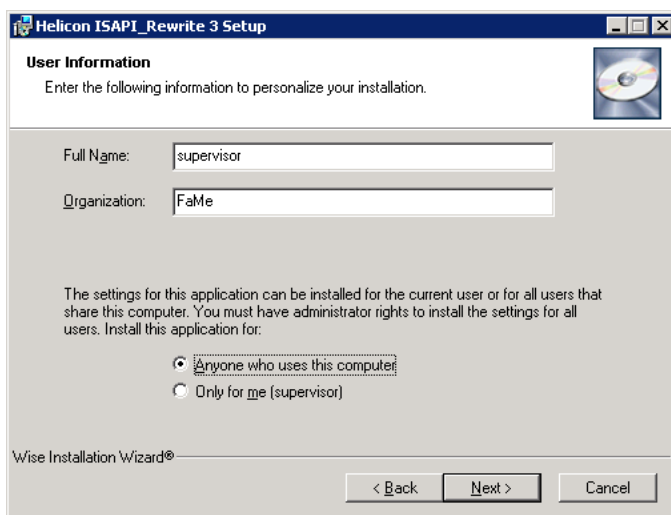 Helicon ISAPI_Rewrite 3 Setup
User Information
Enter the following information to personalize your installation.
Full Name:
supervisor
Organization:
FaMe
The settings for this application can be installed for the current user or for all users that
share this computer. You must have administrator rights to install the settings for all
users. Install this application for:
Anyone who uses this computer
Only for me (supervisor)
Wise Installation Wizard®
< Back
Next >
Cancel